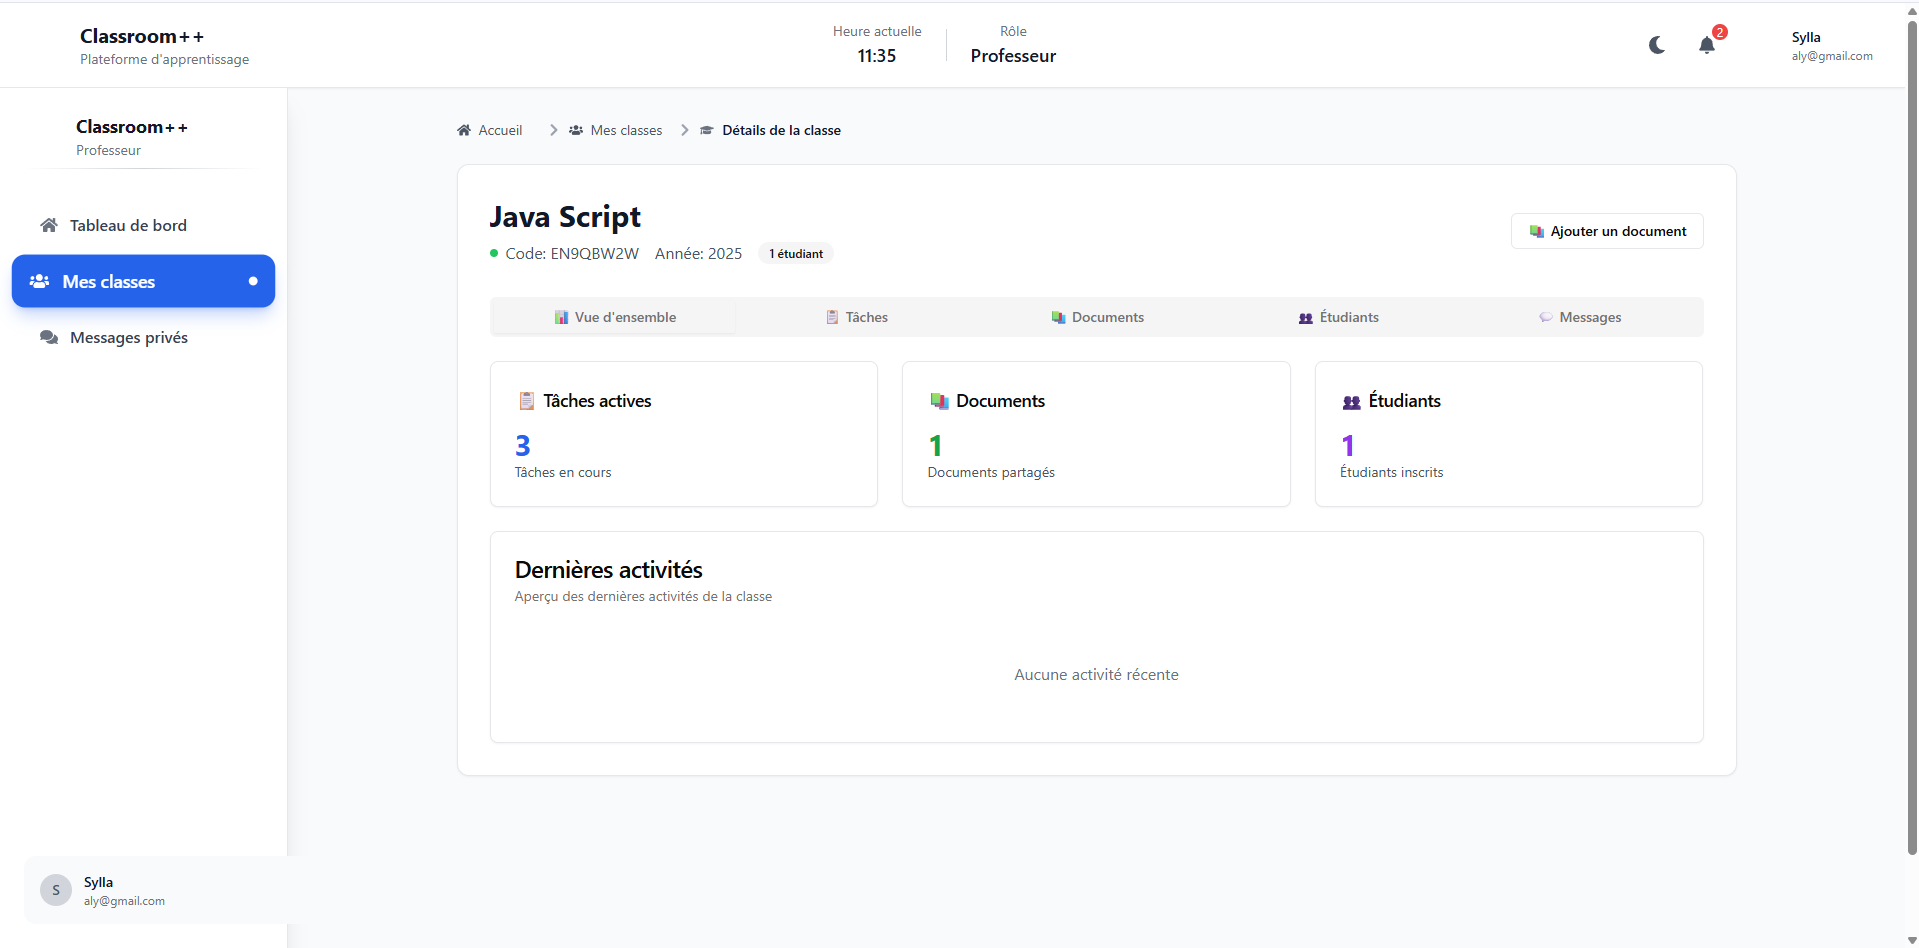 Classroom++
Plateforme d'apprentissage
Heure actuelle
11:35
Rôle
Professeur
2
Sylla
aly@gmail.com
Classroom++
Professeur
Tableau de bord
Mes classes
Messages privés
Accueil
Mes classes
Détails de la classe
Java Script
Code: EN9QBW2W Année: 2025 1 étudiant
Ajouter un document
Vue d'ensemble
Tâches
Documents
Étudiants
Messages
Tâches actives
3
Tâches en cours
Documents
1
Documents partagés
Étudiants
1
Étudiants inscrits
Dernières activités
Aperçu des dernières activités de la classe
Aucune activité récente
S
Sylla
aly@gmail.com